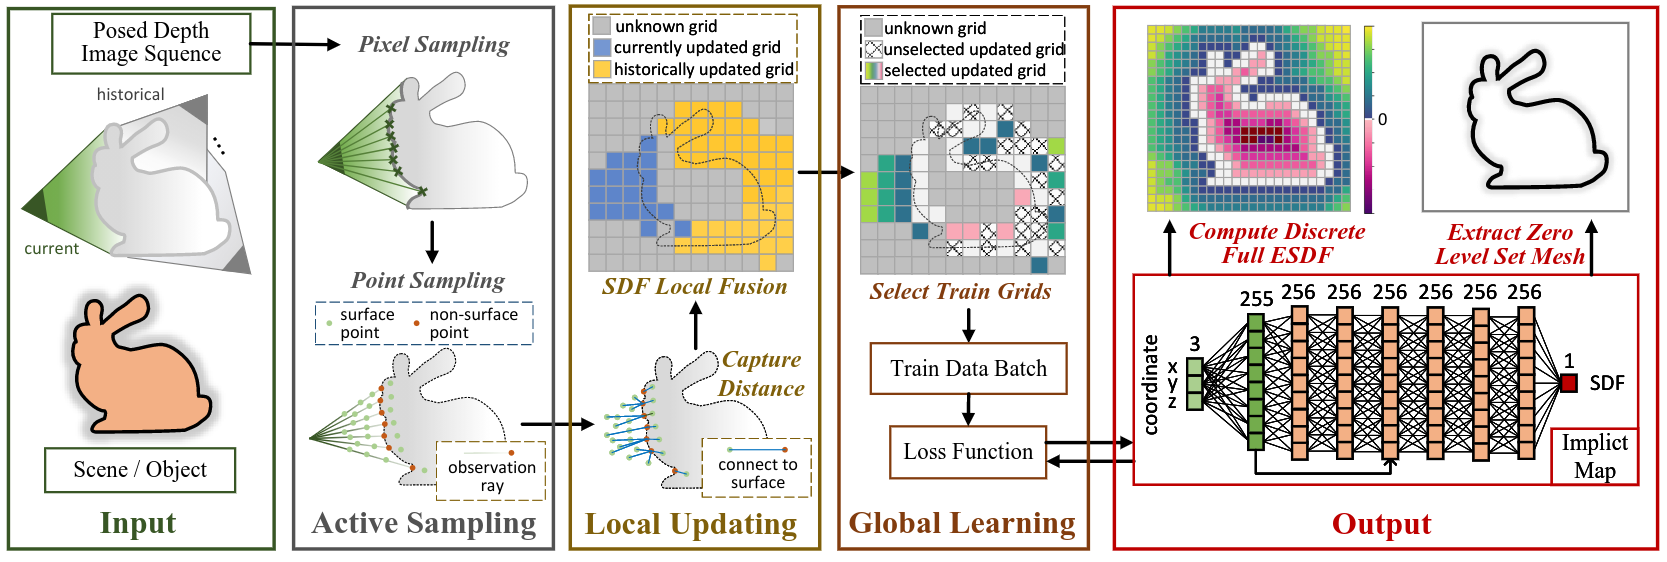 Posed Depth
Image Squence
historical
current
Scene / Object
Input
Pixel Sampling
Point Sampling
surface
point
non-surface
point
observation
ray
Active Sampling
unknown grid
currently updated grid
historically updated grid
SDF Local Fusion
Capture
Distance
connect to
surface
Local Updating
unknown grid
unselected updated grid
selected updated grid
Select Train Grids
Train Data Batch
Loss Function
Global Learning
0
Compute Discrete
Full ESDF
Extract Zero
Level Set Mesh
coordinate
3
x
y
z
255 256 256 256 256 256 256
1
SDF
Implict
Map
Output